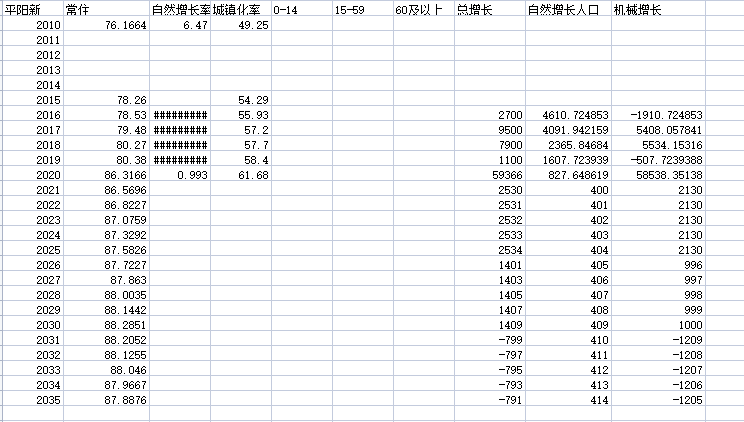 平阳新 常住 自然增长率 城镇化率 0-14 15-59 60及以上 总增长 自然增长人口 机械增长
2010 76.1664 6.47 49.25
2011
2012
2013
2014
2015 78.26 54.29
2016 78.53 ######### 55.93 2700 4610.724853 -1910.724853
2017 79.48 ######### 57.2 9500 4091.942159 5408.057841
2018 80.27 ######### 57.7 7900 2365.84684 5534.15316
2019 80.38 ######### 58.4 1100 1607.723939 -507.7239388
2020 86.3166 0.993 61.68 59366 827.648619 58538.35138
2021 86.5696 2530 400 2130
2022 86.8227 2531 401 2130
2023 87.0759 2532 402 2130
2024 87.3292 2533 403 2130
2025 87.5826 2534 404 2130
2026 87.7227 1401 405 996
2027 87.863 1403 406 997
2028 88.0035 1405 407 998
2029 88.1442 1407 408 999
2030 88.2851 1409 409 1000
2031 88.2052 -799 410 -1209
2032 88.1255 -797 411 -1208
2033 88.046 -795 412 -1207
2034 87.9667 -793 413 -1206
2035 87.8876 -791 414 -1205